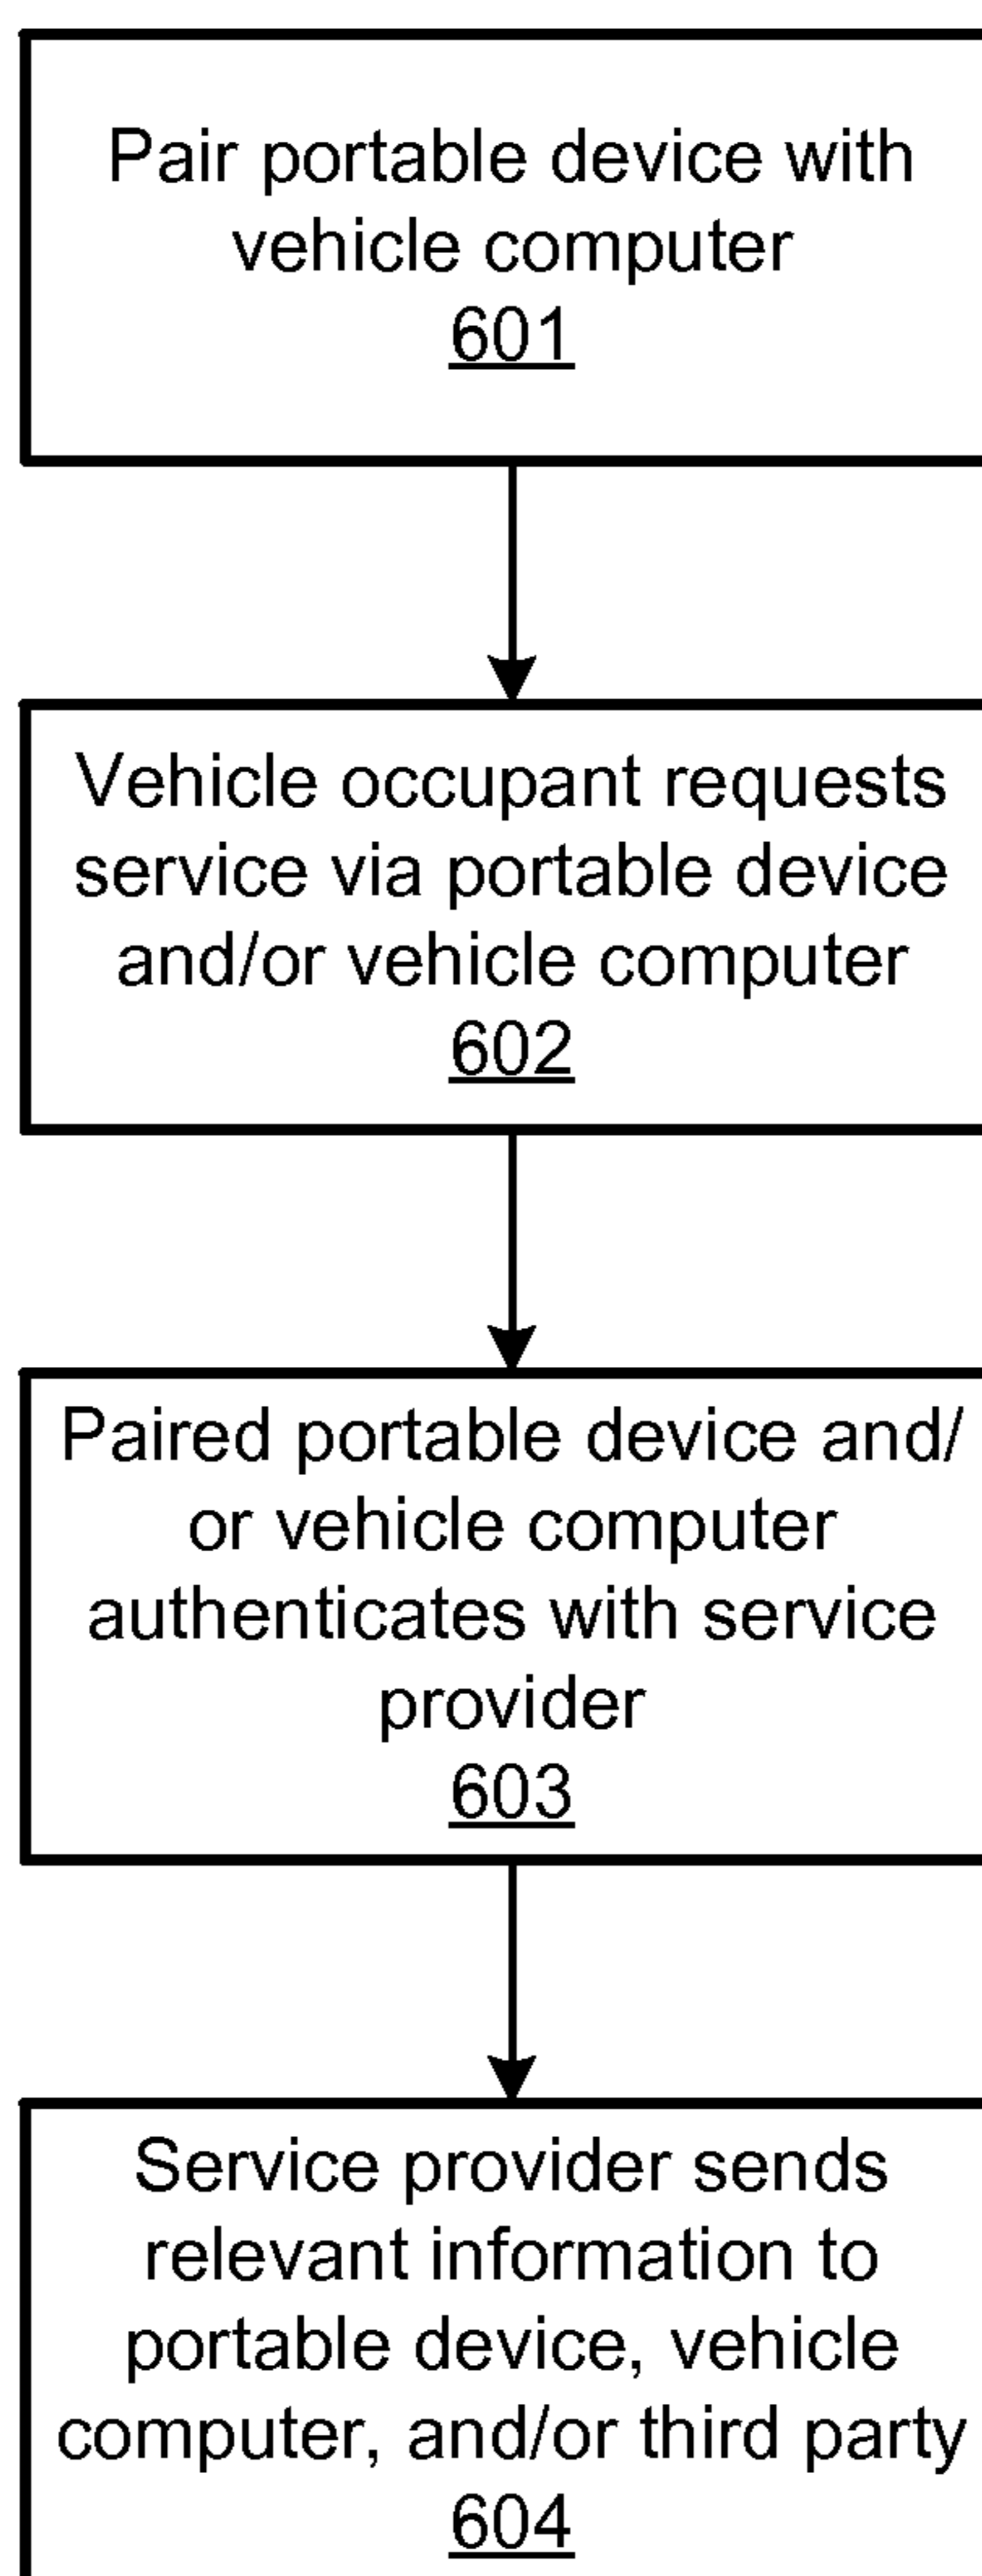 Pair portable device with
vehicle computer
601
Vehicle occupant requests
service via portable device
and/or vehicle computer
602
Paired portable device and/
or vehicle computer
authenticates with service
provider
603
Service provider sends
relevant information to
portable device, vehicle
computer, and/or third party
604